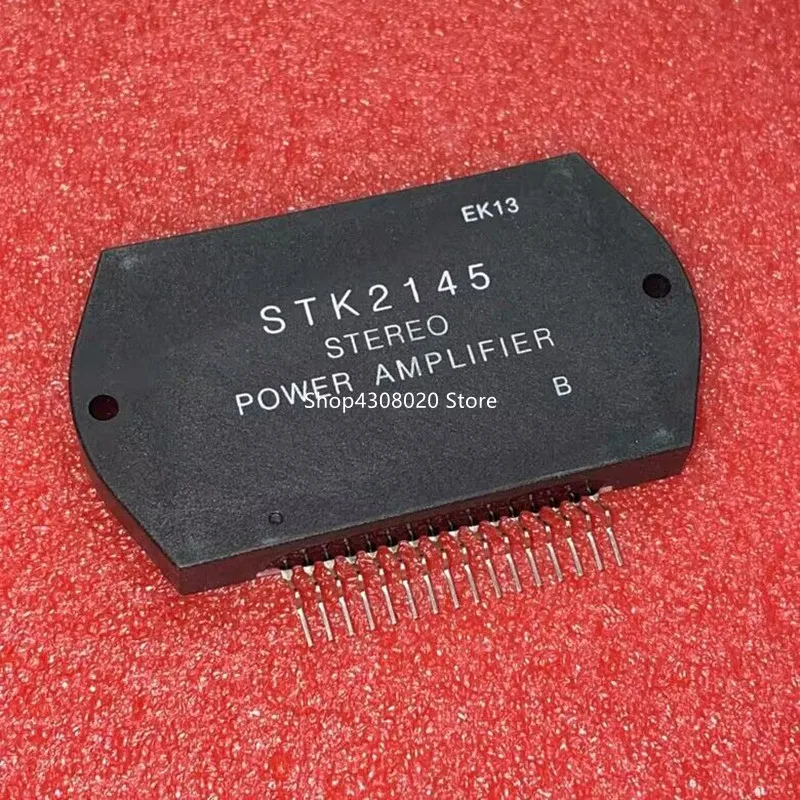 EK13
STK2145
STEREO
POWER AMPLIFIER
Shop4308020 Store
B